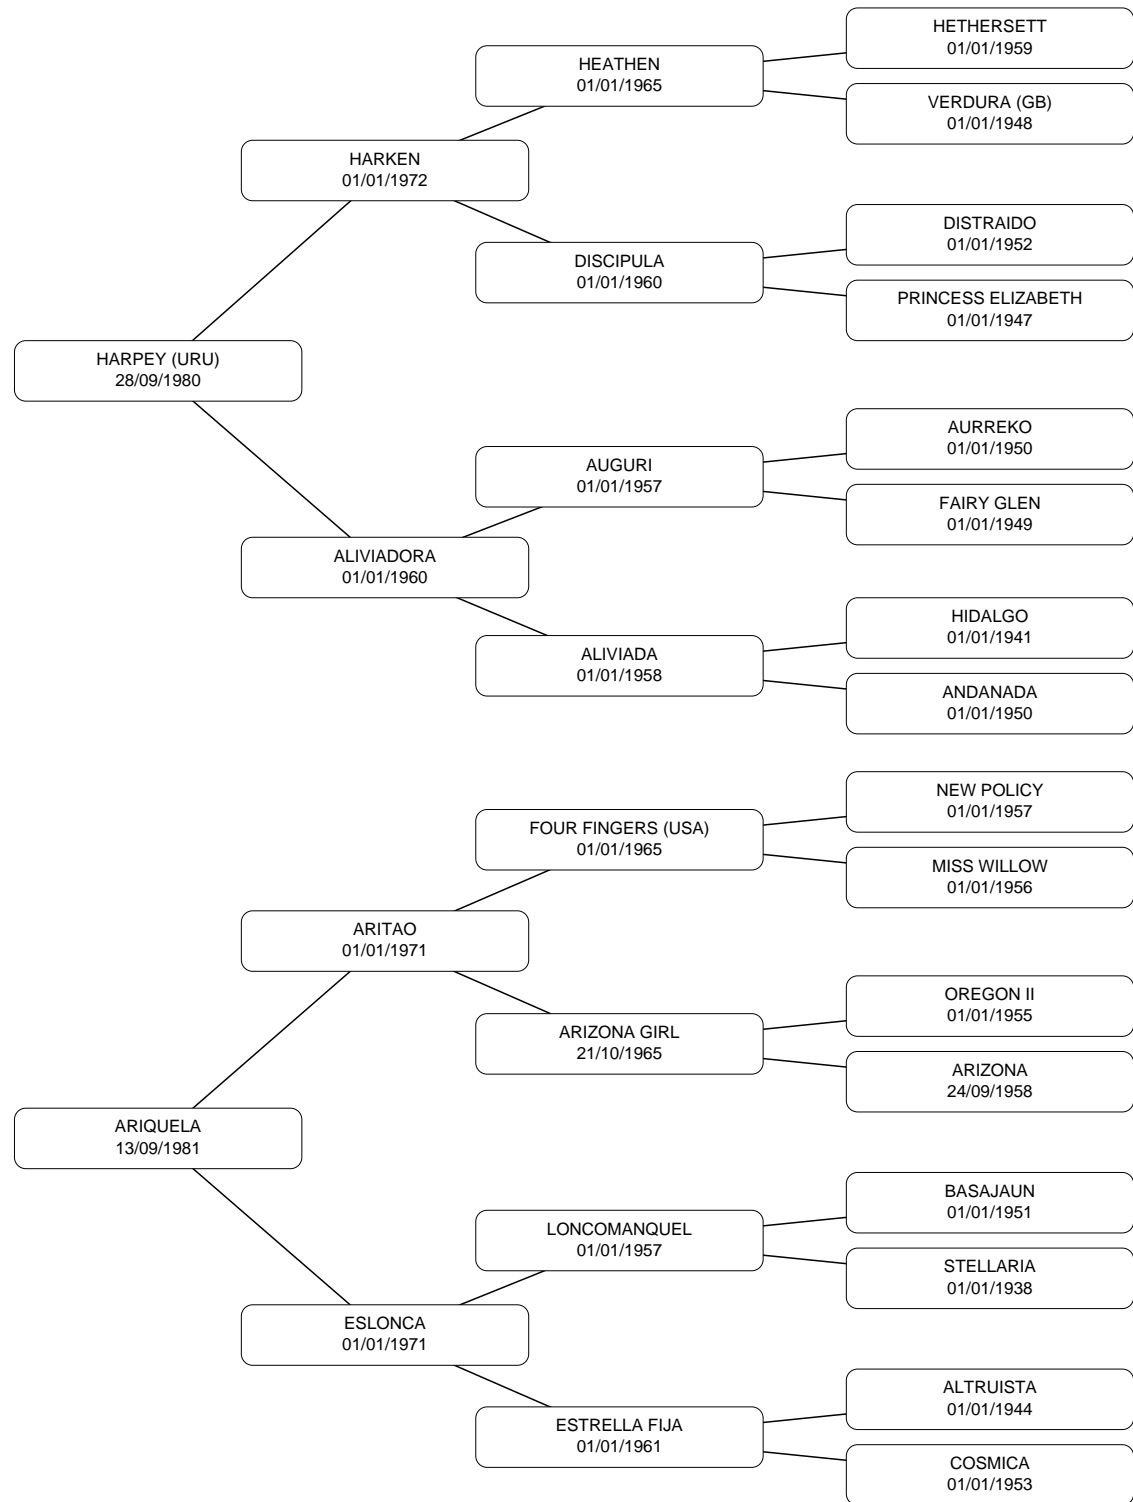 HETHERSETT
01/01/1959
HEATHEN
01/01/1965
VERDURA (GB)
01/01/1948
HARKEN
01/01/1972
DISTRAIDO
01/01/1952
DISCIPULA
01/01/1960
PRINCESS ELIZABETH
01/01/1947
HARPEY (URU)
28/09/1980
AURREKO
01/01/1950
AUGURI
01/01/1957
FAIRY GLEN
01/01/1949
ALIVIADORA
01/01/1960
HIDALGO
01/01/1941
ALIVIADA
01/01/1958
ANDANADA
01/01/1950
NEW POLICY
01/01/1957
FOUR FINGERS (USA)
01/01/1965
MISS WILLOW
01/01/1956
ARITAO
01/01/1971
OREGON II
01/01/1955
ARIZONA GIRL
21/10/1965
ARIZONA
24/09/1958
ARIQUELA
13/09/1981
BASAJAUN
01/01/1951
LONCOMANQUEL
01/01/1957
STELLARIA
01/01/1938
ESLONCA
01/01/1971
ALTRUISTA
01/01/1944
ESTRELLA FIJA
01/01/1961
COSMICA
01/01/1953